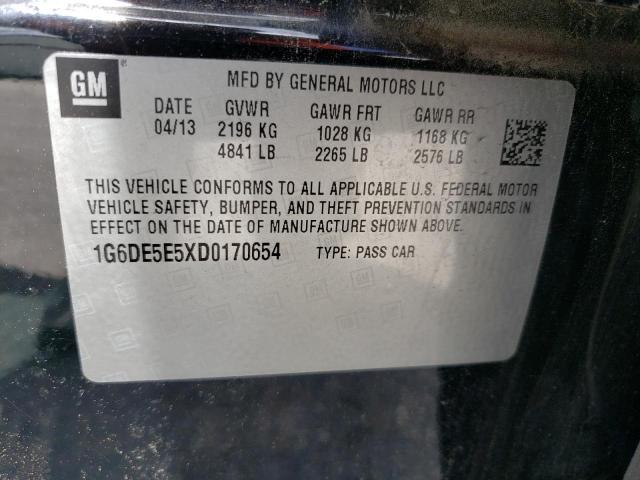 GM
MFD BY GENERAL MOTORS LLC
DATE GVWR GAWR FRT GAWR RR
04/13 2196 KG 1028 KG 1168 KG
4841 LB 2265 LB 2576 LB
THIS VEHICLE CONFORMS TO ALL APPLICABLE U.S. FEDERAL MOTOR
VEHICLE SAFETY, BUMPER, AND THEFT PREVENTION STANDARDS IN
EFFECT ON THE DATE OF MANUFACTURE SHOWN ABOVE.
1G6DE5E5XD0170654 TYPE: PASS CAR